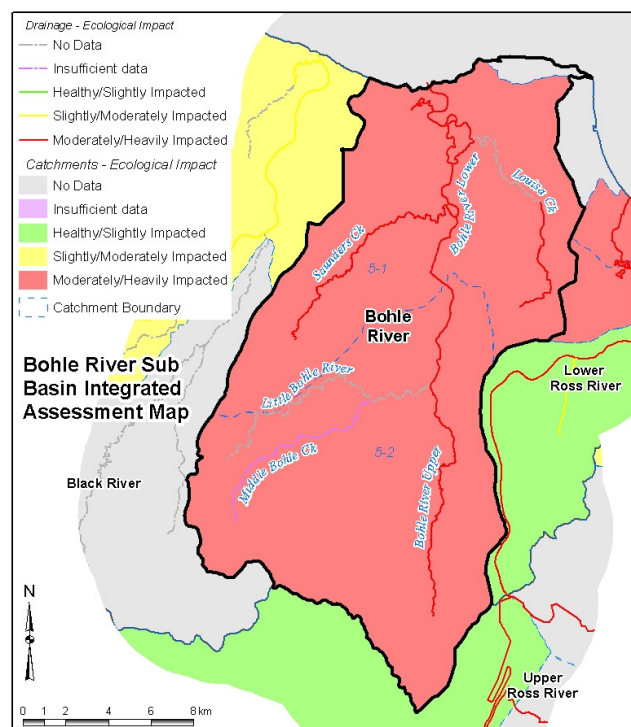 Drainage - Ecological Impact
No Data
Insufficient data
Healthy/Slightly Impacted
Slightly/Moderately Impacted
Moderately/Heavily Impacted
Catchments - Ecological Impact
No Data
Insufficient data
Healthy/Slightly Impacted
Slightly/Moderately Impacted
Moderately/Heavily Impacted
Catchment Boundary
Bohle River Sub
Basin Integrated
Assessment Map
Louisa Ck
Bohle River Lower
Saunders Ck
5-1
Bohle
River
Lower
Ross River
Little Bohle River
Middle Bohle Ck
5-2
Bohle River Upper
Black River
N
Upper
Ross River
0 1 2 4 6 8 km